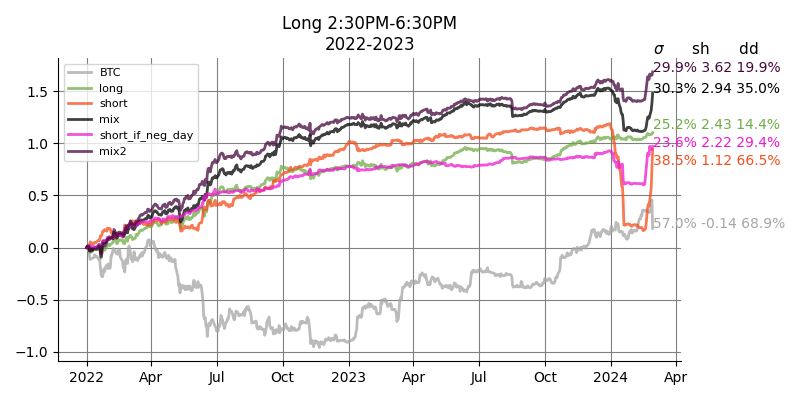 Long 2:30PM-6:30PM
2022-2023
σ sh dd
BTC
long
short
mix
short_if_neg_day
mix2
29.9% 3.62 19.9%
30.3% 2.94 35.0%
25.2% 2.43 14.4%
23.6% 2.22 29.4%
38.5% 1.12 66.5%
57.0% -0.14 68.9%
1.5
1.0
0.5
0.0
−0.5
−1.0
2022 Apr Jul Oct 2023 Apr Jul Oct 2024 Apr